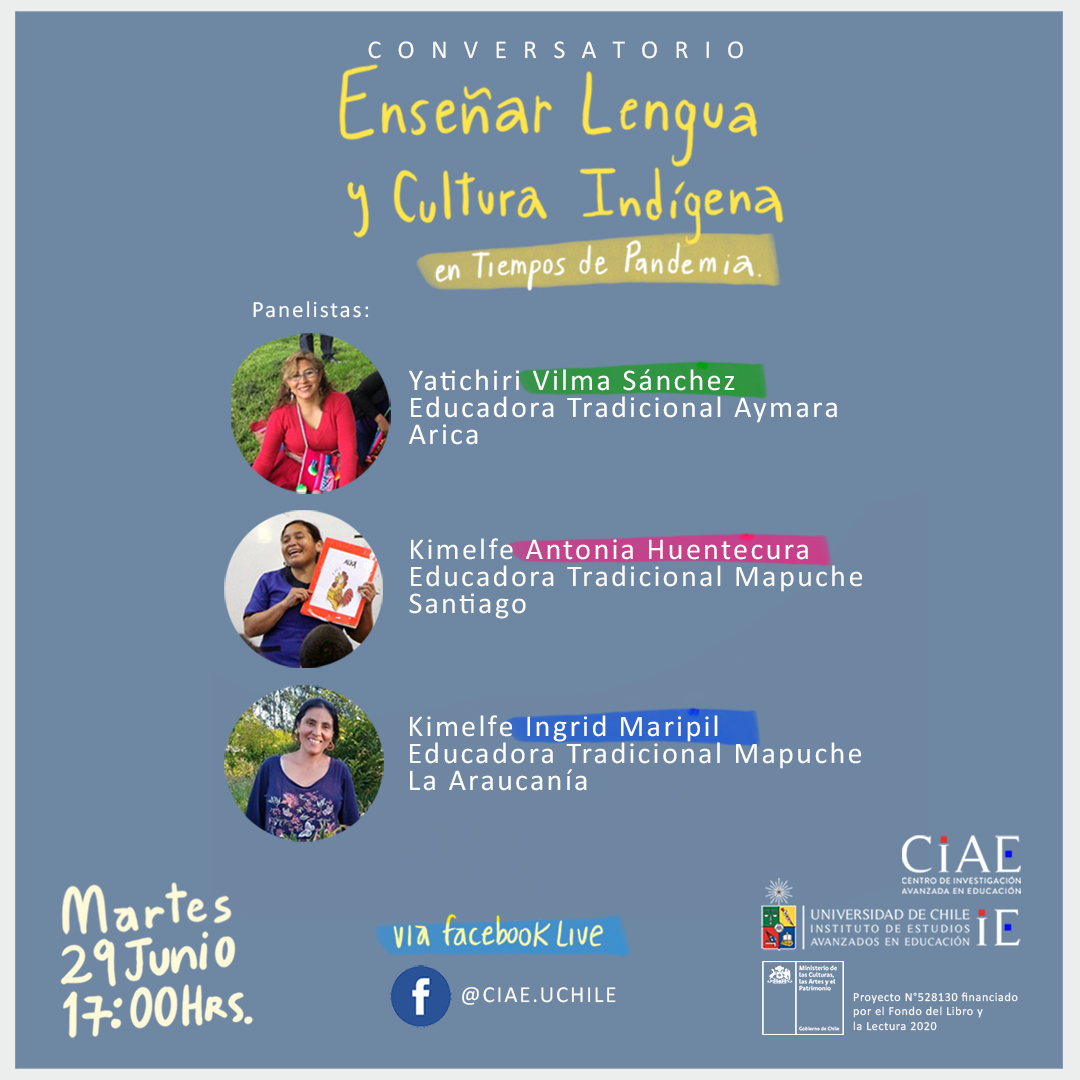 CONVERSATORIO
Enseñar Lengua
y Cultura Indígena
en Tiempos de Pandemia.
Panelistas:
Yatichiri Vilma Sánchez
Educadora Tradicional Aymara
Arica
Kimelfe Antonia Huentecura
Educadora Tradicional Mapuche
Santiago
Kimelfe Ingrid Maripil
Educadora Tradicional Mapuche
La Araucanía
Martes
29 Junio
17:00 Hrs.
via facebook Live
f @CIAE.UCHILE
CiAE
CENTRO DE INVESTIGACIÓN
AVANZADA EN EDUCACIÓN
UNIVERSIDAD DE CHILE
INSTITUTO DE ESTUDIOS
AVANZADOS EN EDUCACIÓN
iE
Ministerio de
las Culturas,
las Artes y el
Patrimonio
Gobierno de Chile
Proyecto N°528130 financiado
por el Fondo del Libro y
la Lectura 2020